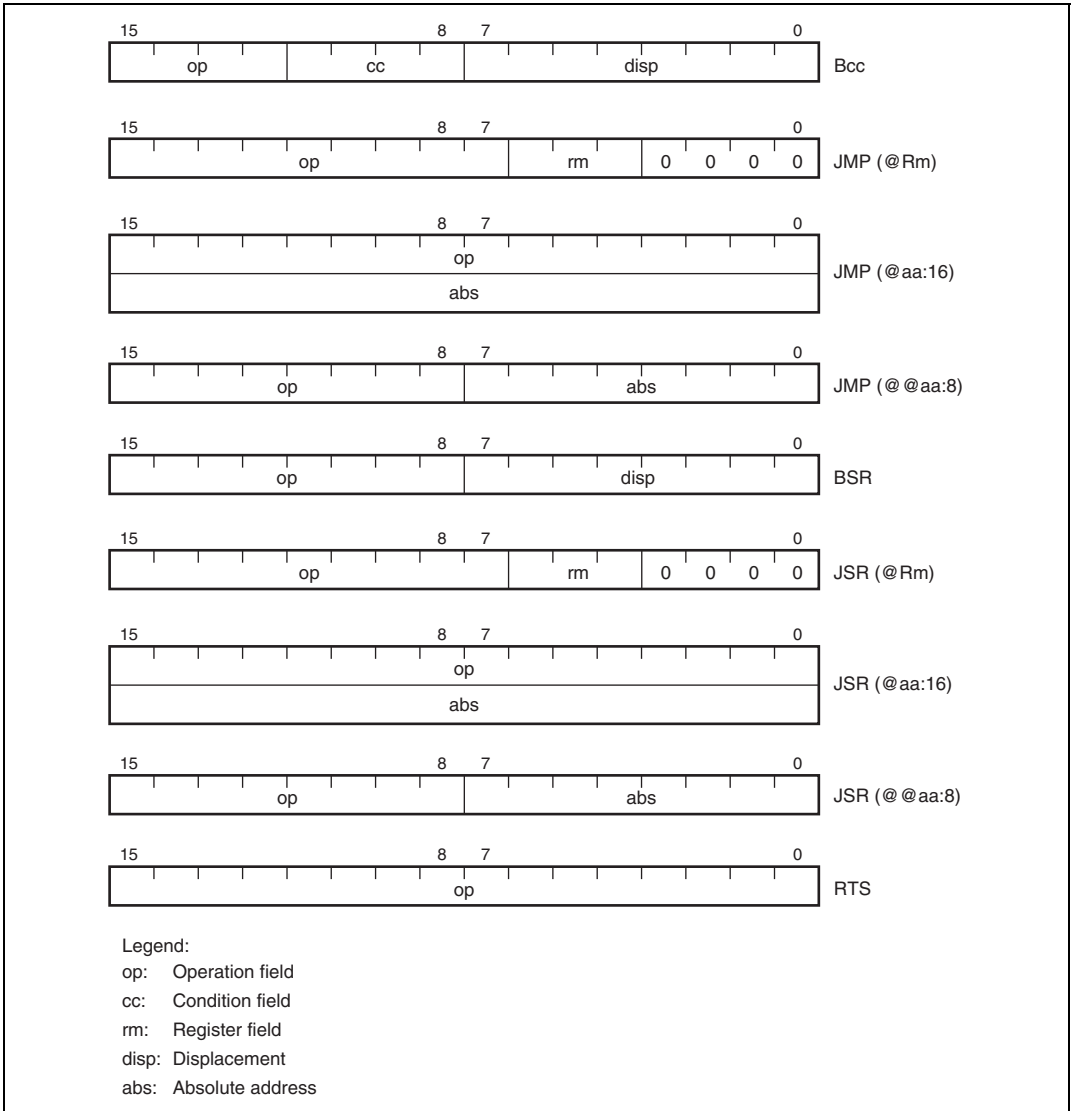 15 8 7 0
op cc disp Bcc
15 8 7 0
op rm 0 0 0 0 JMP (@Rm)
15 8 7 0
op
JMP (@aa:16)
abs
15 8 7 0
op abs JMP (@@aa:8)
15 8 7 0
op disp BSR
15 8 7 0
op rm 0 0 0 0 JSR (@Rm)
15 8 7 0
op
JSR (@aa:16)
abs
15 8 7 0
op abs JSR (@@aa:8)
15 8 7 0
op RTS
Legend:
op: Operation field
cc: Condition field
rm: Register field
disp: Displacement
abs: Absolute address